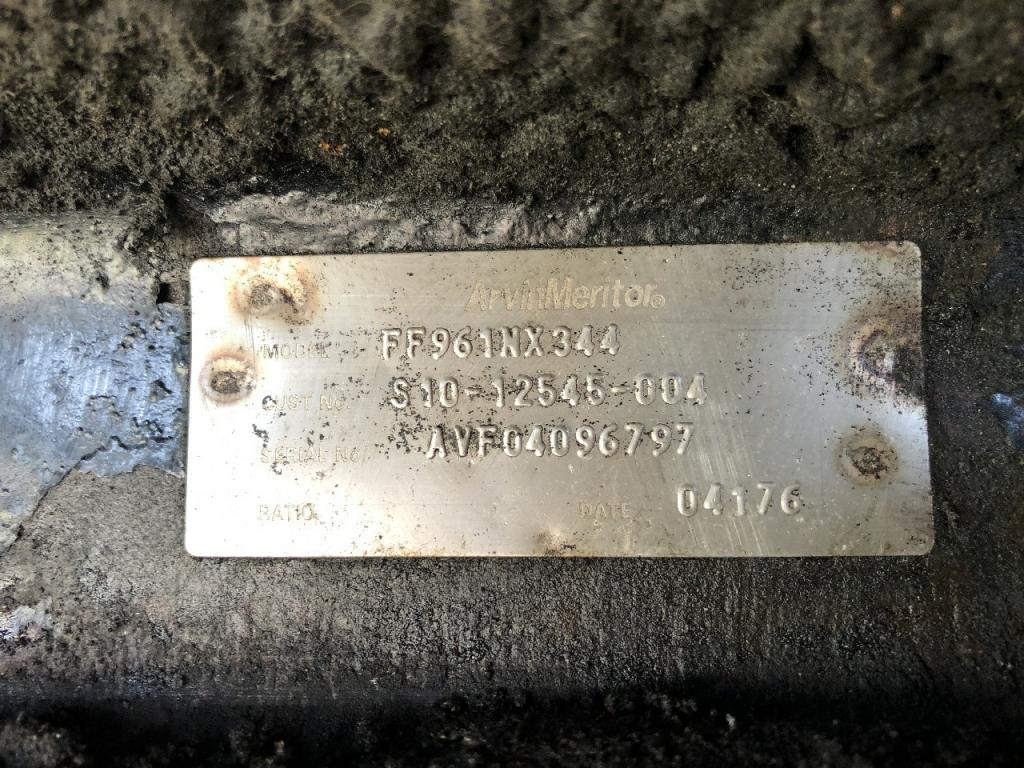 ArvinMeritor®
MODEL FF961NX344
CUST NO. S10-12545-004
SERIAL NO. AVF04096797
RATIO DATE 04176